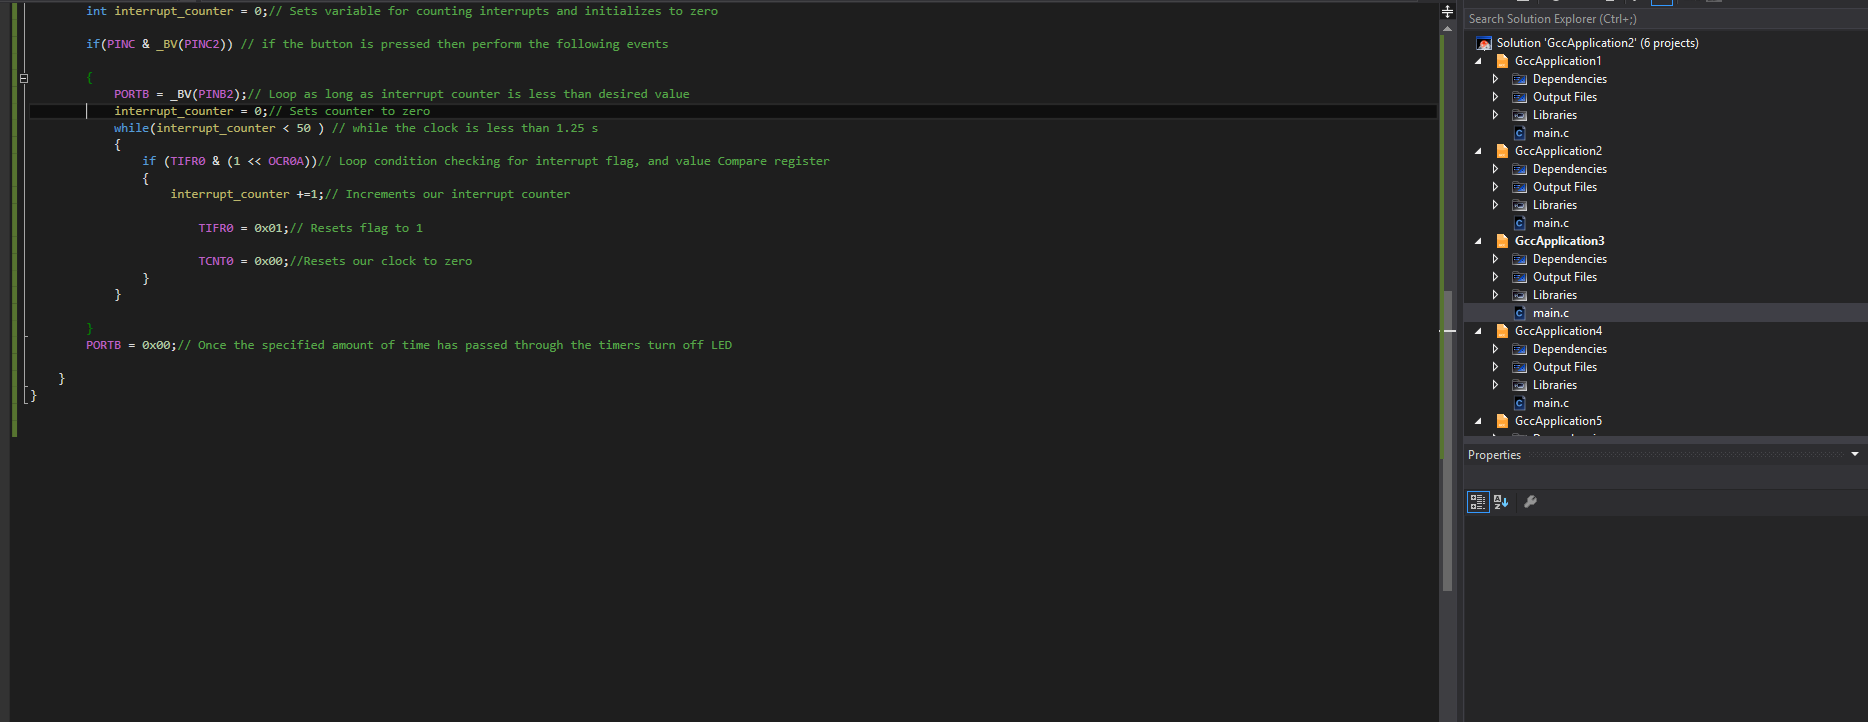 int interrupt_counter = 0;// Sets variable for counting interrupts and initializes to zero
if(PINC & _BV(PINC2)) // if the button is pressed then perform the following events
{
PORTB = _BV(PINB2);// Loop as long as interrupt counter is less than desired value
interrupt_counter = 0;// Sets counter to zero
while(interrupt_counter < 50 ) // while the clock is less than 1.25 s
{
if (TIFR0 & (1 << OCR0A))// Loop condition checking for interrupt flag, and value Compare register
{
interrupt_counter +=1;// Increments our interrupt counter
TIFR0 = 0x01;// Resets flag to 1
TCNT0 = 0x00;//Resets our clock to zero
}
}
}
PORTB = 0x00;// Once the specified amount of time has passed through the timers turn off LED
}
}
Search Solution Explorer (Ctrl+;)
Solution 'GccApplication2' (6 projects)
GccApplication1
Dependencies
Output Files
Libraries
main.c
GccApplication2
Dependencies
Output Files
Libraries
main.c
GccApplication3
Dependencies
Output Files
Libraries
main.c
GccApplication4
Dependencies
Output Files
Libraries
main.c
GccApplication5
Properties